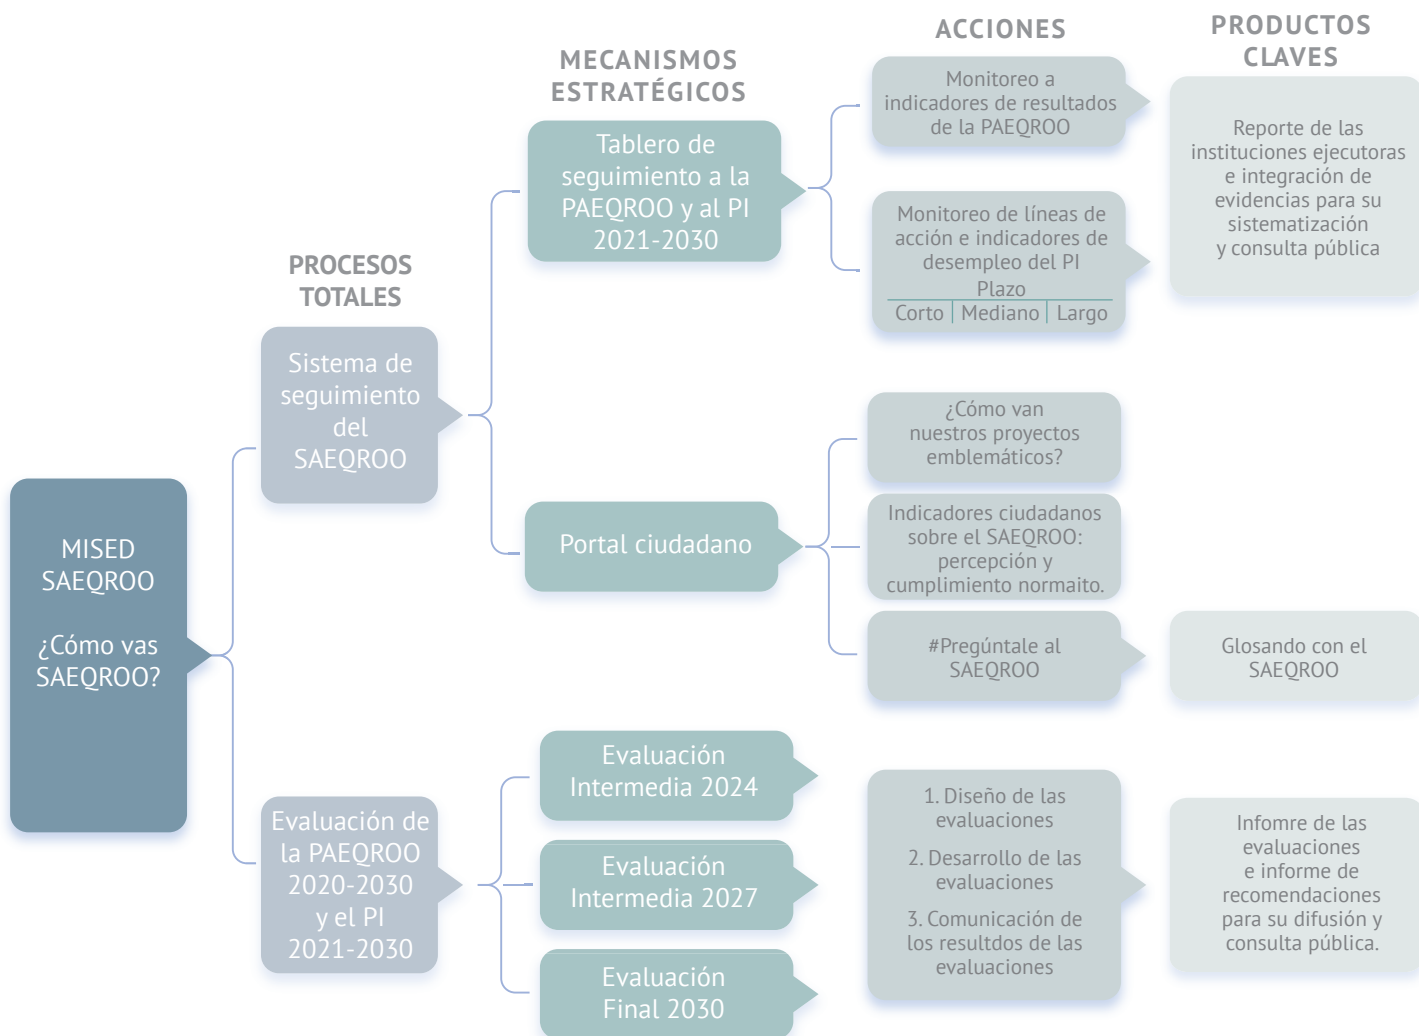 MISED
SAEQROO
¿Cómo vas
SAEQROO?
PROCESOS
TOTALES
Sistema de
seguimiento
del
SAEQROO
Evaluación de
la PAEQROO
2020-2030
y el PI
2021-2030
MECANISMOS
ESTRATÉGICOS
Tablero de
seguimiento a la
PAEQROO y al PI
2021-2030
Portal ciudadano
Evaluación
Intermedia 2024
Evaluación
Intermedia 2027
Evaluación
Final 2030
ACCIONES
Monitoreo a
indicadores de resultados
de la PAEQROO
Monitoreo de líneas de
acción e indicadores de
desempleo del PI
Plazo
Corto Mediano Largo
¿Cómo van
nuestros proyectos
emblemáticos?
Indicadores ciudadanos
sobre el SAEQROO:
percepción y
cumplimiento normaito.
#Pregúntale al
SAEQROO
1. Diseño de las
evaluaciones
2. Desarrollo de las
evaluaciones
3. Comunicación de
los resultdos de las
evaluaciones
PRODUCTOS
CLAVES
Reporte de las
instituciones ejecutoras
e integración de
evidencias para su
sistematización
y consulta pública
Glosando con el
SAEQROO
Infomre de las
evaluaciones
e informe de
recomendaciones
para su difusión y
consulta pública.